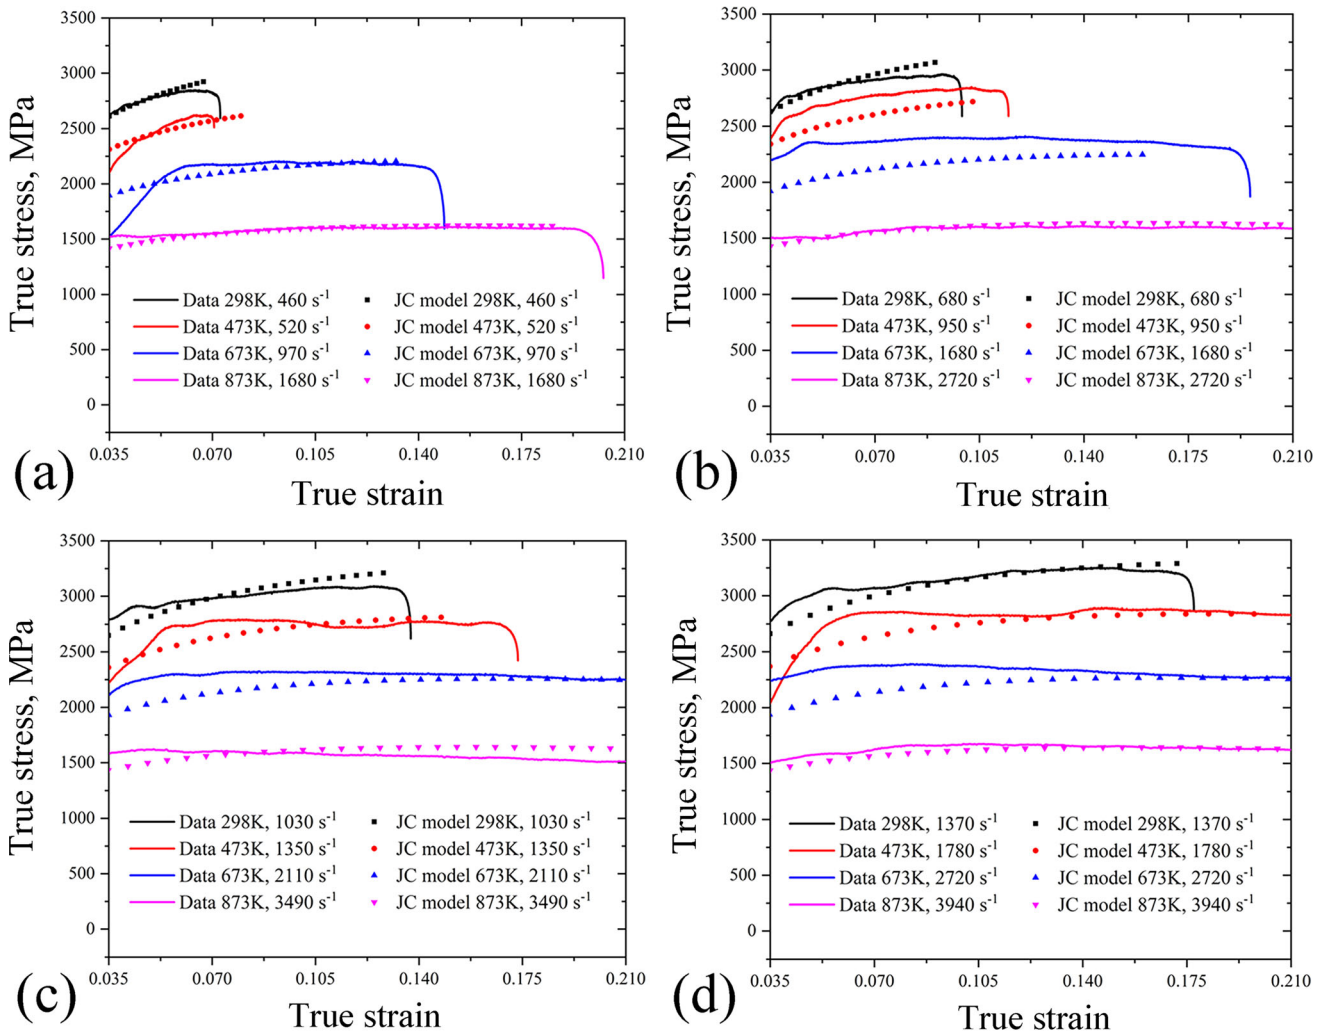 3500
3000
2500
2000
1500
1000
500
0
True stress, MPa
Data 298K, 460 s⁻¹ JC model 298K, 460 s⁻¹
Data 473K, 520 s⁻¹ JC model 473K, 520 s⁻¹
Data 673K, 970 s⁻¹ JC model 673K, 970 s⁻¹
Data 873K, 1680 s⁻¹ JC model 873K, 1680 s⁻¹
0.035 0.070 0.105 0.140 0.175 0.210
(a) True strain
3500
3000
2500
2000
1500
1000
500
0
True stress, MPa
Data 298K, 680 s⁻¹ JC model 298K, 680 s⁻¹
Data 473K, 950 s⁻¹ JC model 473K, 950 s⁻¹
Data 673K, 1680 s⁻¹ JC model 673K, 1680 s⁻¹
Data 873K, 2720 s⁻¹ JC model 873K, 2720 s⁻¹
0.035 0.070 0.105 0.140 0.175 0.210
(b) True strain
3500
3000
2500
2000
1500
1000
500
0
True stress, MPa
Data 298K, 1030 s⁻¹ JC model 298K, 1030 s⁻¹
Data 473K, 1350 s⁻¹ JC model 473K, 1350 s⁻¹
Data 673K, 2110 s⁻¹ JC model 673K, 2110 s⁻¹
Data 873K, 3490 s⁻¹ JC model 873K, 3490 s⁻¹
0.035 0.070 0.105 0.140 0.175 0.210
(c) True strain
3500
3000
2500
2000
1500
1000
500
0
True stress, MPa
Data 298K, 1370 s⁻¹ JC model 298K, 1370 s⁻¹
Data 473K, 1780 s⁻¹ JC model 473K, 1780 s⁻¹
Data 673K, 2720 s⁻¹ JC model 673K, 2720 s⁻¹
Data 873K, 3940 s⁻¹ JC model 873K, 3940 s⁻¹
0.035 0.070 0.105 0.140 0.175 0.210
(d) True strain